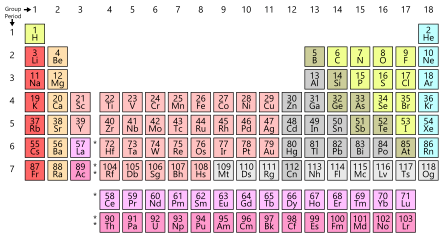 Group → 1 2 3 4 5 6 7 8 9 10 11 12 13 14 15 16 17 18
Period
1 1 H 2 He
2 3 Li 4 Be 5 B 6 C 7 N 8 O 9 F 10 Ne
3 11 Na 12 Mg 13 Al 14 Si 15 P 16 S 17 Cl 18 Ar
4 19 K 20 Ca 21 Sc 22 Ti 23 V 24 Cr 25 Mn 26 Fe 27 Co 28 Ni 29 Cu 30 Zn 31 Ga 32 Ge 33 As 34 Se 35 Br 36 Kr
5 37 Rb 38 Sr 39 Y 40 Zr 41 Nb 42 Mo 43 Tc 44 Ru 45 Rh 46 Pd 47 Ag 48 Cd 49 In 50 Sn 51 Sb 52 Te 53 I 54 Xe
6 55 Cs 56 Ba 57 La * 72 Hf 73 Ta 74 W 75 Re 76 Os 77 Ir 78 Pt 79 Au 80 Hg 81 Tl 82 Pb 83 Bi 84 Po 85 At 86 Rn
7 87 Fr 88 Ra 89 Ac ** 104 Rf 105 Db 106 Sg 107 Bh 108 Hs 109 Mt 110 Ds 111 Rg 112 Cn 113 Nh 114 Fl 115 Mc 116 Lv 117 Ts 118 Og
* 58 Ce 59 Pr 60 Nd 61 Pm 62 Sm 63 Eu 64 Gd 65 Tb 66 Dy 67 Ho 68 Er 69 Tm 70 Yb 71 Lu
** 90 Th 91 Pa 92 U 93 Np 94 Pu 95 Am 96 Cm 97 Bk 98 Cf 99 Es 100 Fm 101 Md 102 No 103 Lr